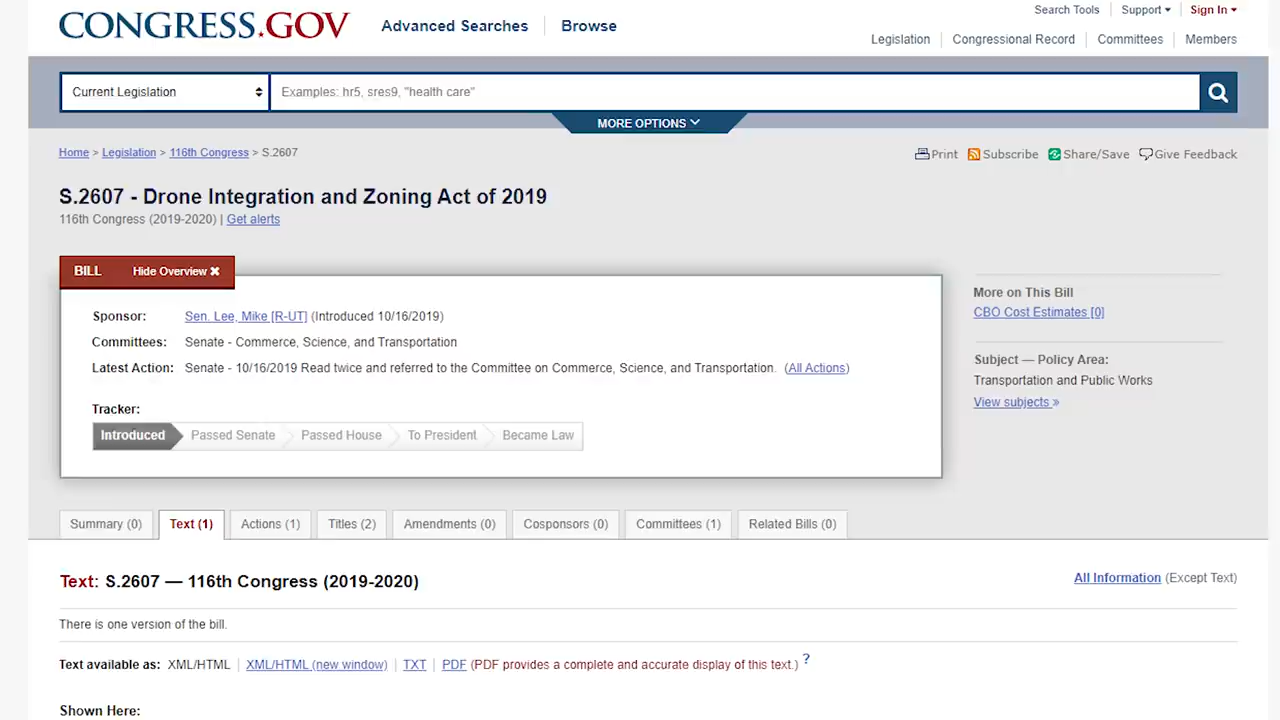 CONGRESS.GOV
Advanced Searches
Browse
Search Tools
Support
Sign In
Legislation
Congressional Record
Committees
Members
Current Legislation
Examples: hr5, sres9, "health care"
MORE OPTIONS
Home > Legislation > 116th Congress > S.2607
Print
Subscribe
Share/Save
Give Feedback
S.2607 - Drone Integration and Zoning Act of 2019
116th Congress (2019-2020) | Get alerts
BILL
Hide Overview ✖
Sponsor: Sen. Lee, Mike [R-UT] (Introduced 10/16/2019)
Committees: Senate - Commerce, Science, and Transportation
Latest Action: Senate - 10/16/2019 Read twice and referred to the Committee on Commerce, Science, and Transportation. (All Actions)
Tracker:
Introduced
Passed Senate
Passed House
To President
Became Law
More on This Bill
CBO Cost Estimates [0]
Subject — Policy Area:
Transportation and Public Works
View subjects »
Summary (0)
Text (1)
Actions (1)
Titles (2)
Amendments (0)
Cosponsors (0)
Committees (1)
Related Bills (0)
Text: S.2607 — 116th Congress (2019-2020)
All Information (Except Text)
There is one version of the bill.
Text available as: XML/HTML | XML/HTML (new window) | TXT | PDF (PDF provides a complete and accurate display of this text.) ?
Shown Here: